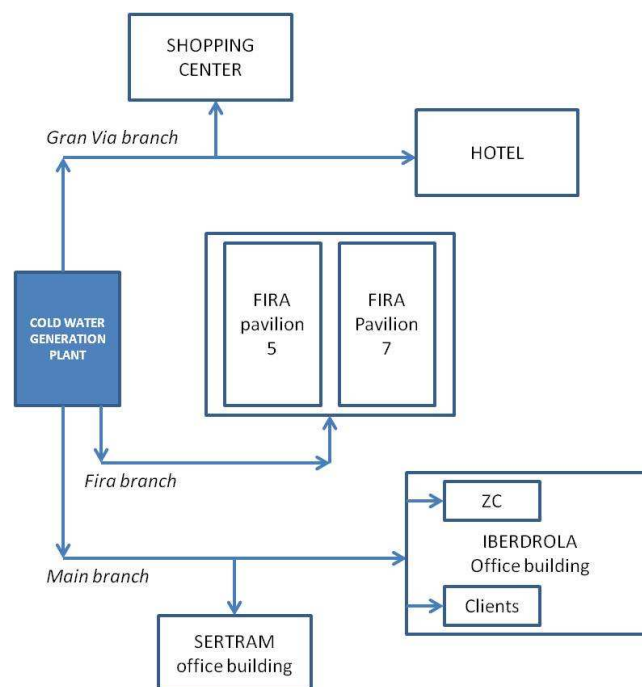 SHOPPING
CENTER
Gran Via branch
HOTEL
FIRA
pavilion
5
FIRA
Pavilion
7
COLD WATER
GENERATION
PLANT
Fira branch
ZC
IBERDROLA
Office building
Main branch
Clients
SERTRAM
office building